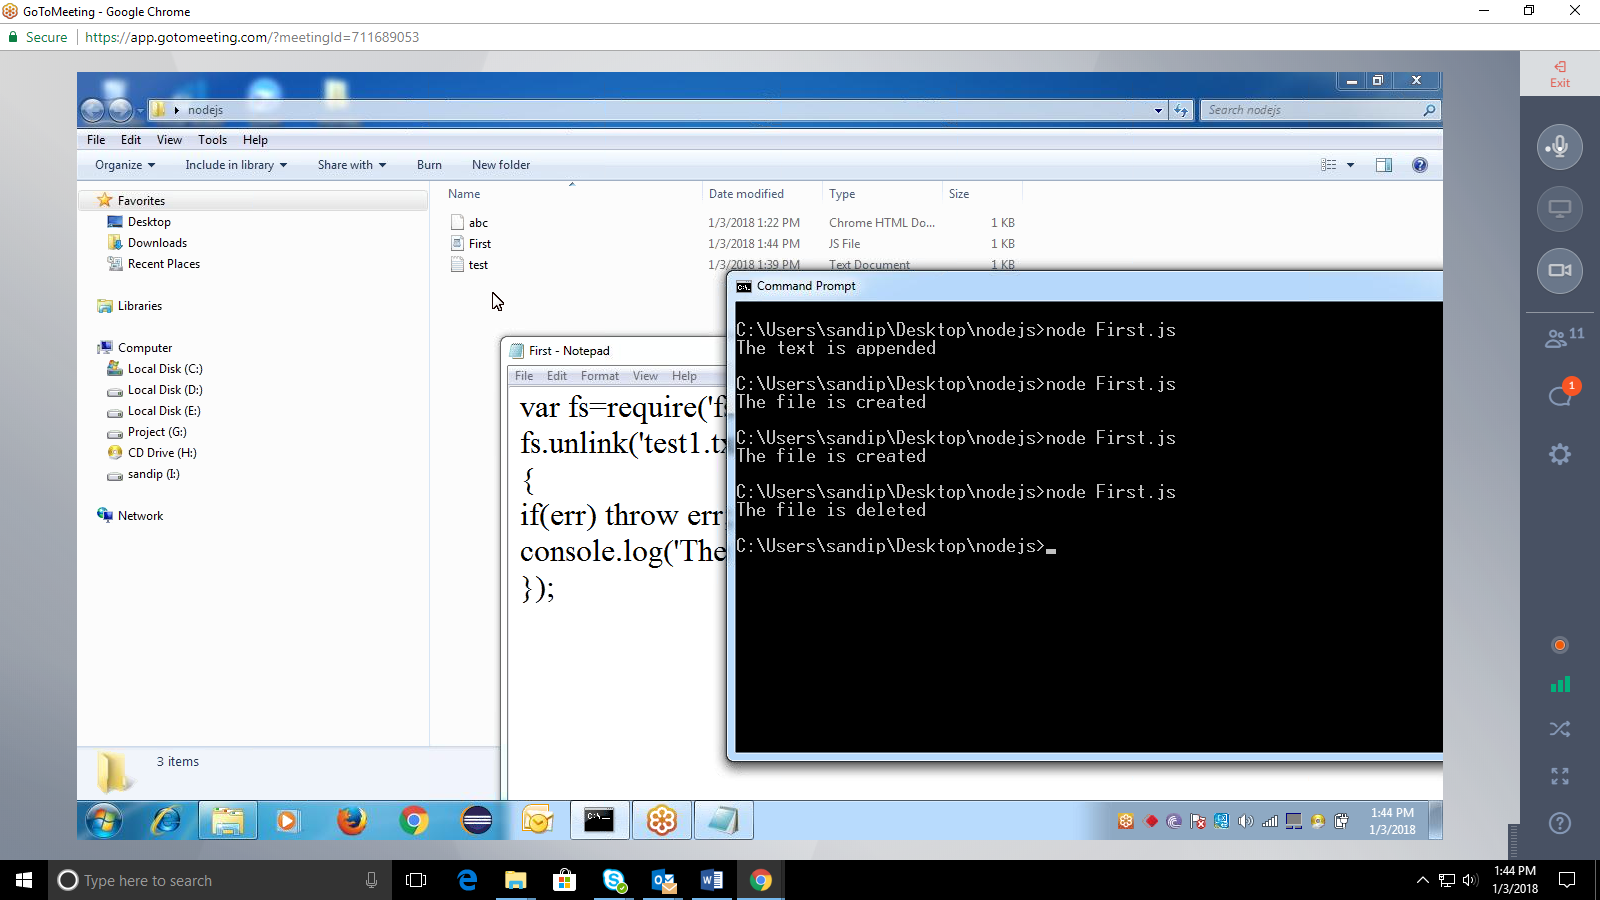 GoToMeeting - Google Chrome
Secure
https://app.gotomeeting.com/?meetingId=711689053
Exit
nodejs
Search nodejs
File Edit View Tools Help
Organize Include in library Share with Burn New folder
Favorites
Desktop
Downloads
Recent Places
Libraries
Computer
Local Disk (C:)
Local Disk (D:)
Local Disk (E:)
Project (G:)
CD Drive (H:)
sandip (I:)
Network
Name Date modified Type Size
abc 1/3/2018 1:22 PM Chrome HTML Do... 1 KB
First 1/3/2018 1:44 PM JS File 1 KB
test 1/3/2018 1:39 PM Text Document 1 KB
First - Notepad
File Edit Format View Help
var fs=require('fs
fs.unlink('test1.tx
{
if(err) throw err;
console.log('The
});
Command Prompt
C:\Users\sandip\Desktop\nodejs>node First.js
The text is appended
C:\Users\sandip\Desktop\nodejs>node First.js
The file is created
C:\Users\sandip\Desktop\nodejs>node First.js
The file is created
C:\Users\sandip\Desktop\nodejs>node First.js
The file is deleted
C:\Users\sandip\Desktop\nodejs>
3 items
11
1
1:44 PM
1/3/2018
Type here to search
1:44 PM
1/3/2018